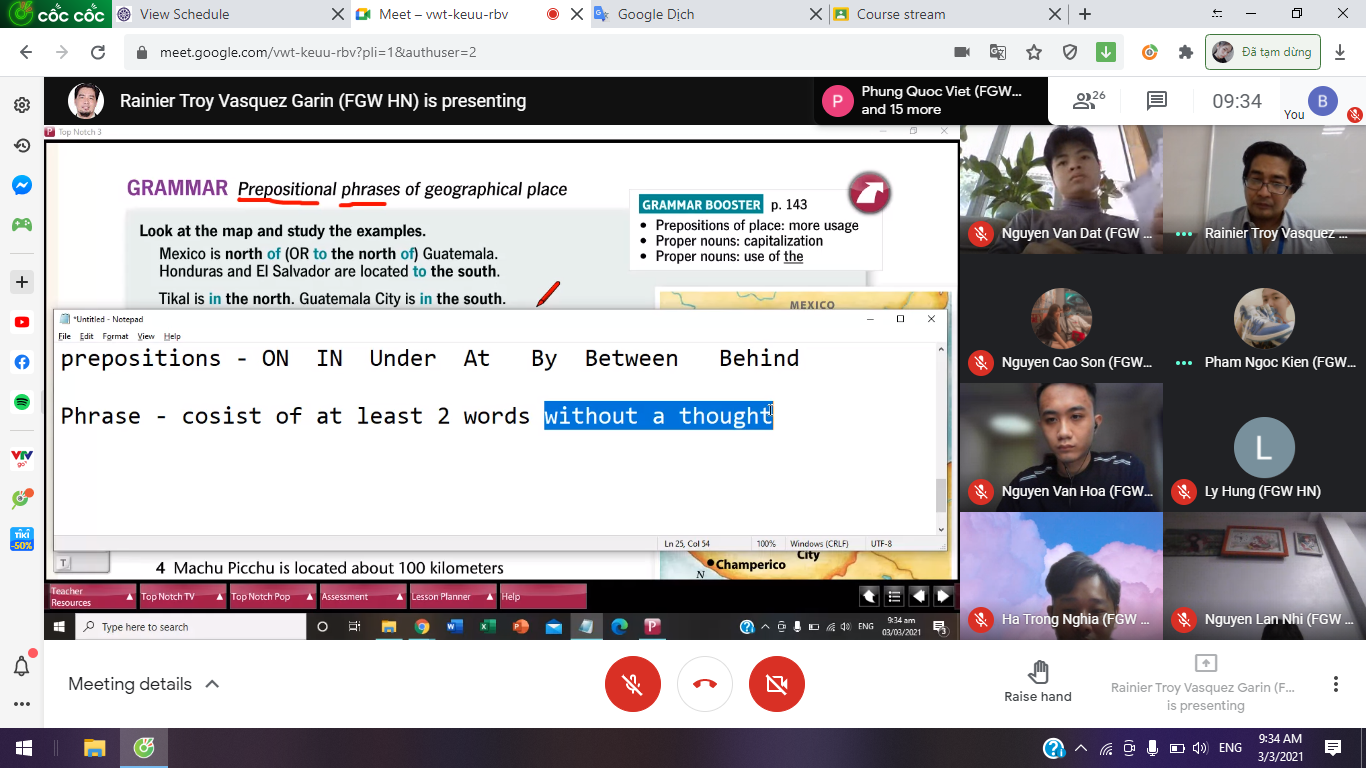 cốc cốc
View Schedule
Meet – vwt-keuu-rbv
Google Dịch
Course stream
meet.google.com/vwt-keuu-rbv?pli=1&authuser=2
Đã tạm dừng
Rainier Troy Vasquez Garin (FGW HN) is presenting
P
Phung Quoc Viet (FGW...
and 15 more
26
09:34
You
B
Top Notch 3
GRAMMAR Prepositional phrases of geographical place
Look at the map and study the examples.
Mexico is north of (OR to the north of) Guatemala.
Honduras and El Salvador are located to the south.
Tikal is in the north. Guatemala City is in the south.
GRAMMAR BOOSTER p. 143
• Prepositions of place: more usage
• Proper nouns: capitalization
• Proper nouns: use of the
MEXICO
*Untitled - Notepad
File Edit Format View Help
prepositions - ON IN Under At By Between Behind
Phrase - cosist of at least 2 words without a thought
Ln 25, Col 54
100%
Windows (CRLF)
UTF-8
T
4 Machu Picchu is located about 100 kilometers
City
Champerico
N
Teacher Resources
Top Notch TV
Top Notch Pop
Assessment
Lesson Planner
Help
Type here to search
ENG
9:34 am
03/03/2021
3
Nguyen Van Dat (FGW ...
Rainier Troy Vasquez ...
Nguyen Cao Son (FGW...
Pham Ngoc Kien (FGW...
Nguyen Van Hoa (FGW...
L
Ly Hung (FGW HN)
Ha Trong Nghia (FGW ...
Nguyen Lan Nhi (FGW ...
VTV
go
TIKI
-50%
Meeting details
Raise hand
Rainier Troy Vasquez Garin (F...
is presenting
ENG
9:34 AM
3/3/2021